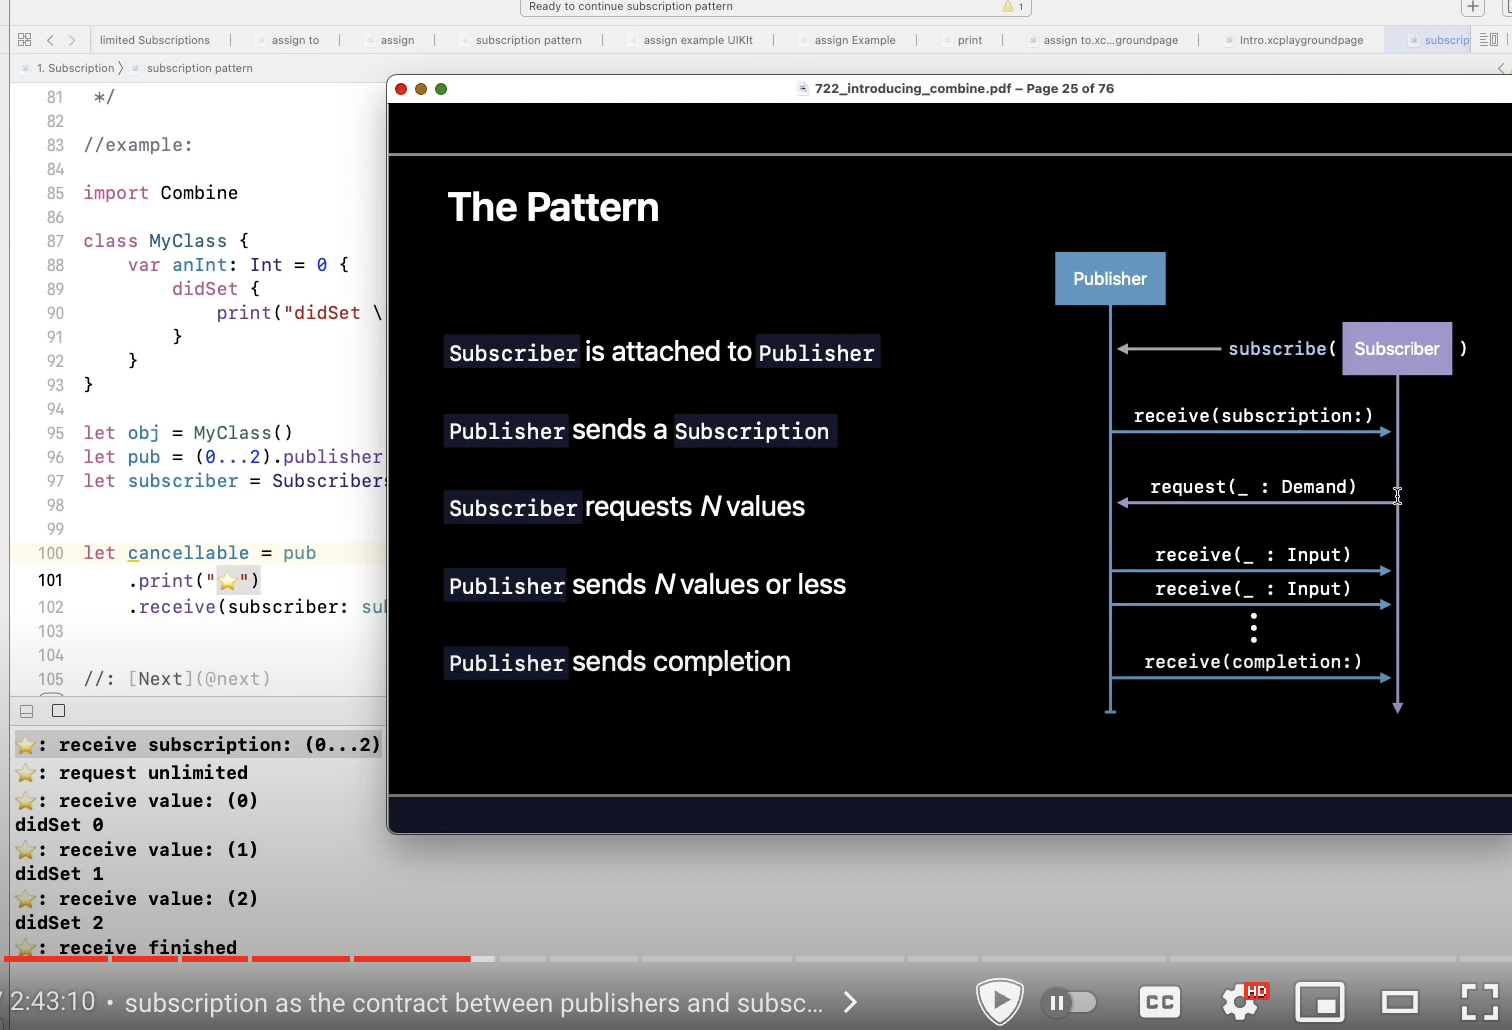 Ready to continue subscription pattern
1
limited Subscriptions
assign to
assign
subscription pattern
assign example UIKIt
assign Example
print
assign to.xc...groundpage
Intro.xcplaygroundpage
subscrip
1. Subscription 〉 subscription pattern
722_introducing_combine.pdf – Page 25 of 76
81 */
82
83 //example:
84
85 import Combine
86
87 class MyClass {
88 var anInt: Int = 0 {
89 didSet {
90 print("didSet \
91 }
92 }
93 }
94
95 let obj = MyClass()
96 let pub = (0...2).publisher
97 let subscriber = Subscribers
98
99
100 let cancellable = pub
101 .print("⭐️")
102 .receive(subscriber: sub
103
104
105 //: [Next](@next)
⭐️: receive subscription: (0...2)
⭐️: request unlimited
⭐️: receive value: (0)
didSet 0
⭐️: receive value: (1)
didSet 1
⭐️: receive value: (2)
didSet 2
⭐️: receive finished
The Pattern
Subscriber is attached to Publisher
Publisher sends a Subscription
Subscriber requests N values
Publisher sends N values or less
Publisher sends completion
Publisher
subscribe( Subscriber )
receive(subscription:)
request(_ : Demand)
receive(_ : Input)
receive(_ : Input)
receive(completion:)
/ 2:43:10 • subscription as the contract between publishers and subsc...
CC
HD